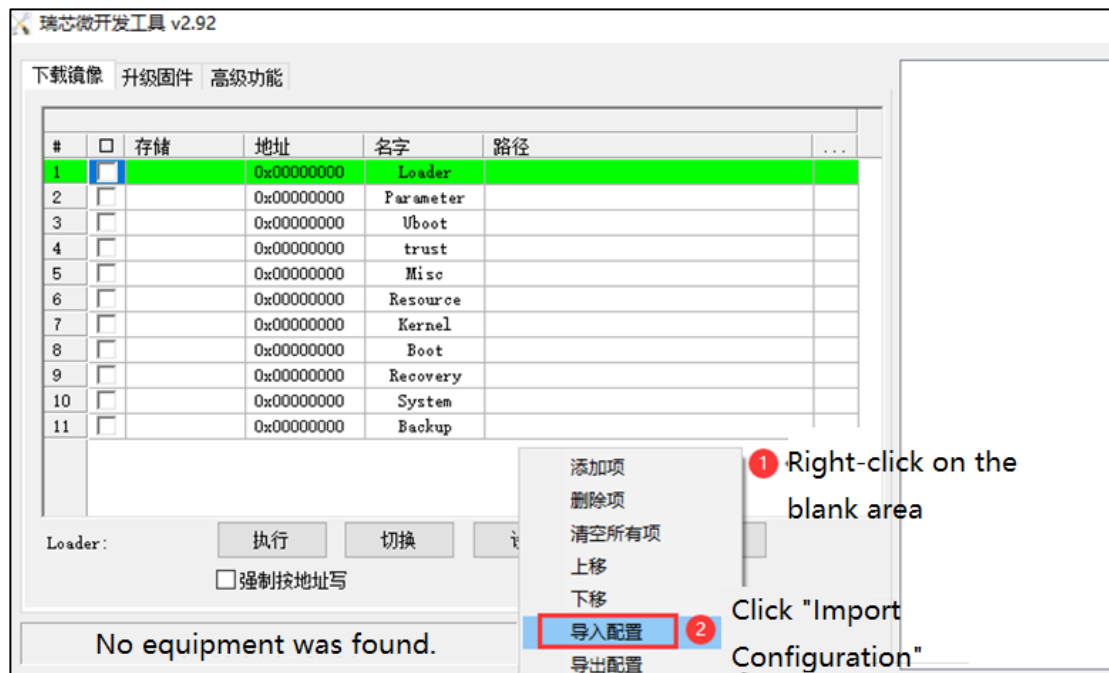 瑞芯微开发工具 v2.92
下载镜像 升级固件 高级功能
# 存储 地址 名字 路径 ...
1 0x00000000 Loader
2 0x00000000 Parameter
3 0x00000000 Uboot
4 0x00000000 trust
5 0x00000000 Misc
6 0x00000000 Resource
7 0x00000000 Kernel
8 0x00000000 Boot
9 0x00000000 Recovery
10 0x00000000 System
11 0x00000000 Backup
添加项
删除项
清空所有项
上移
下移
导入配置
导出配置
1 Right-click on the
blank area
2 Click "Import
Configuration"
Loader: 执行 切换
强制按地址写
No equipment was found.